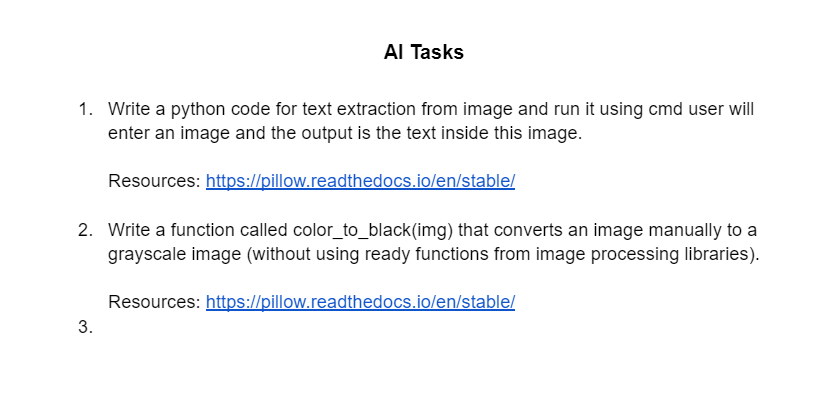 AI Tasks
1. Write a python code for text extraction from image and run it using cmd user will
enter an image and the output is the text inside this image.
Resources: https://pillow.readthedocs.io/en/stable/
2. Write a function called color_to_black(img) that converts an image manually to a
grayscale image (without using ready functions from image processing libraries).
Resources: https://pillow.readthedocs.io/en/stable/
3.